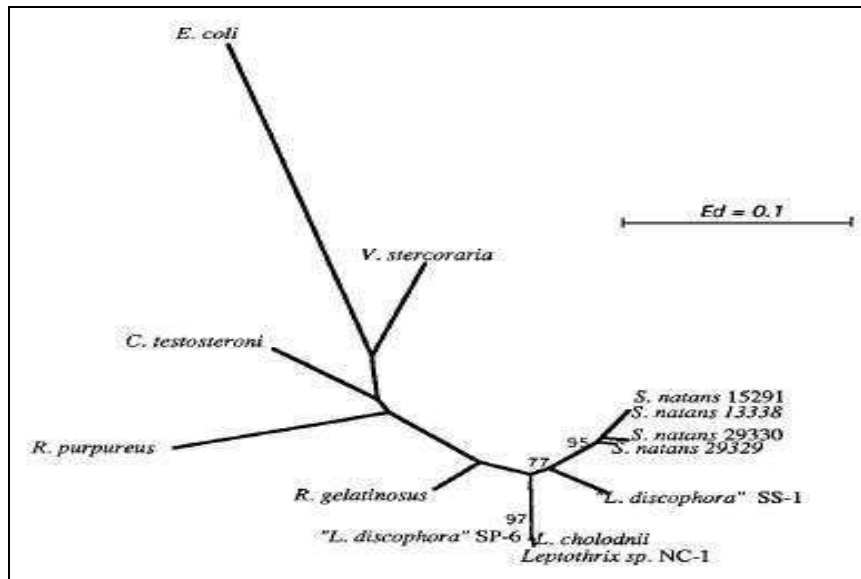 E. coli
Ed = 0.1
V. stercoraria
C. testosteroni
S. natans 15291
S. natans 13338
S. natans 29330
S. natans 29329
95
R. purpureus
77
R. gelatinosus
"L. discophora" SS-1
97
"L. discophora" SP-6
L. cholodnii
Leptothrix sp. NC-1